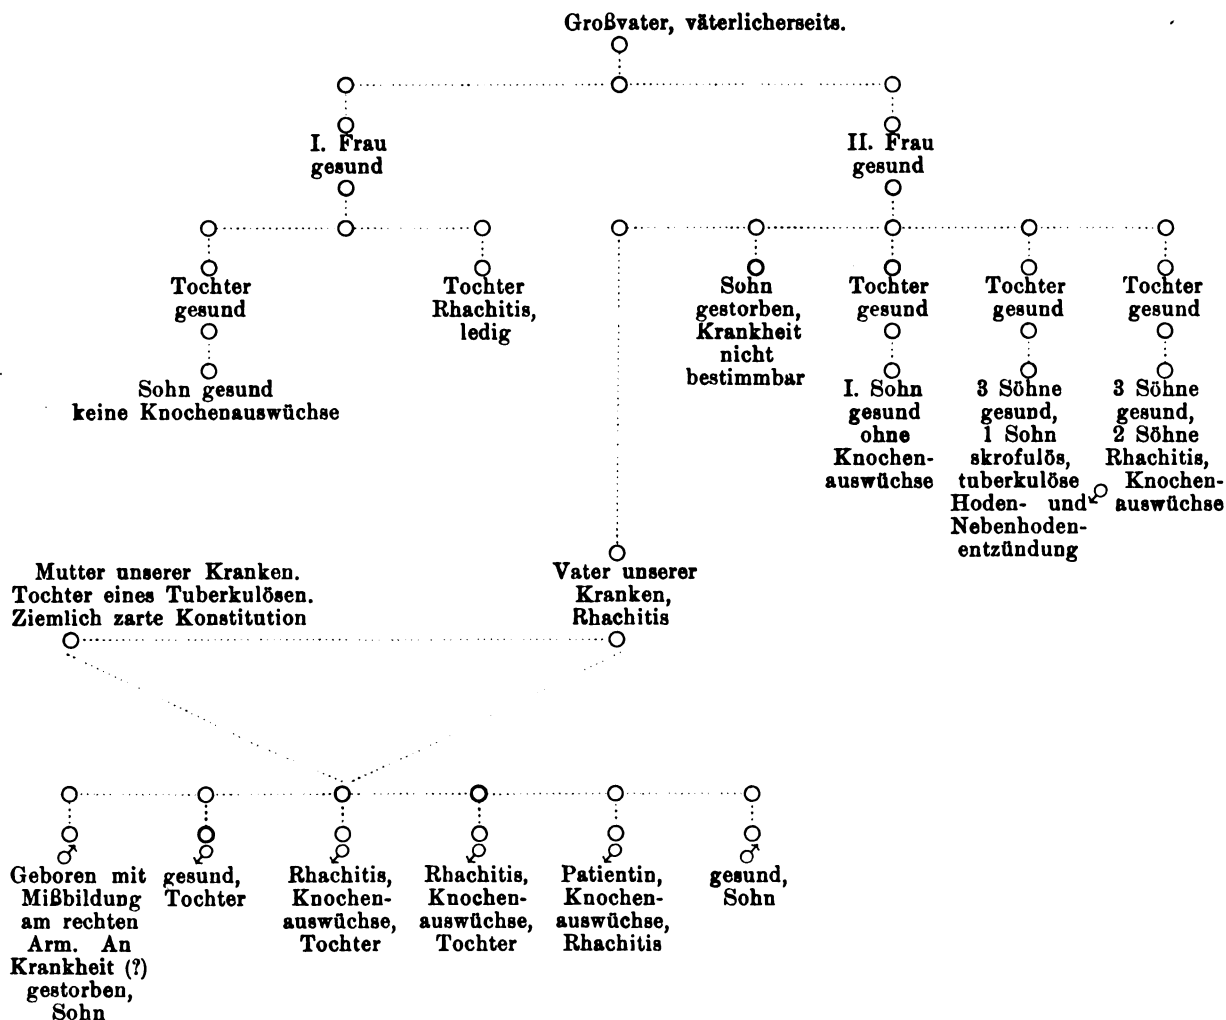 Großvater, väterlicherseits.
I. Frau
gesund
II. Frau
gesund
Tochter
gesund
Sohn gesund
keine Knochenauswüchse
Tochter
Rhachitis,
ledig
Sohn
gestorben,
Krankheit
nicht
bestimmbar
Tochter
gesund
I. Sohn
gesund
ohne
Knochen-
auswüchse
Tochter
gesund
3 Söhne
gesund,
1 Sohn
skrofulös,
tuberkulöse
Hoden- und
Nebenhoden-
entzündung
Tochter
gesund
3 Söhne
gesund,
2 Söhne
Rhachitis,
Knochen-
♂ auswüchse
Mutter unserer Kranken.
Tochter eines Tuberkulösen.
Ziemlich zarte Konstitution
Vater unserer
Kranken,
Rhachitis
♂
Geboren mit
Mißbildung
am rechten
Arm. An
Krankheit (?)
gestorben,
Sohn
♂
gesund,
Tochter
♂
Rhachitis,
Knochen-
auswüchse,
Tochter
♂
Rhachitis,
Knochen-
auswüchse,
Tochter
♂
Patientin,
Knochen-
auswüchse,
Rhachitis
♂
gesund,
Sohn